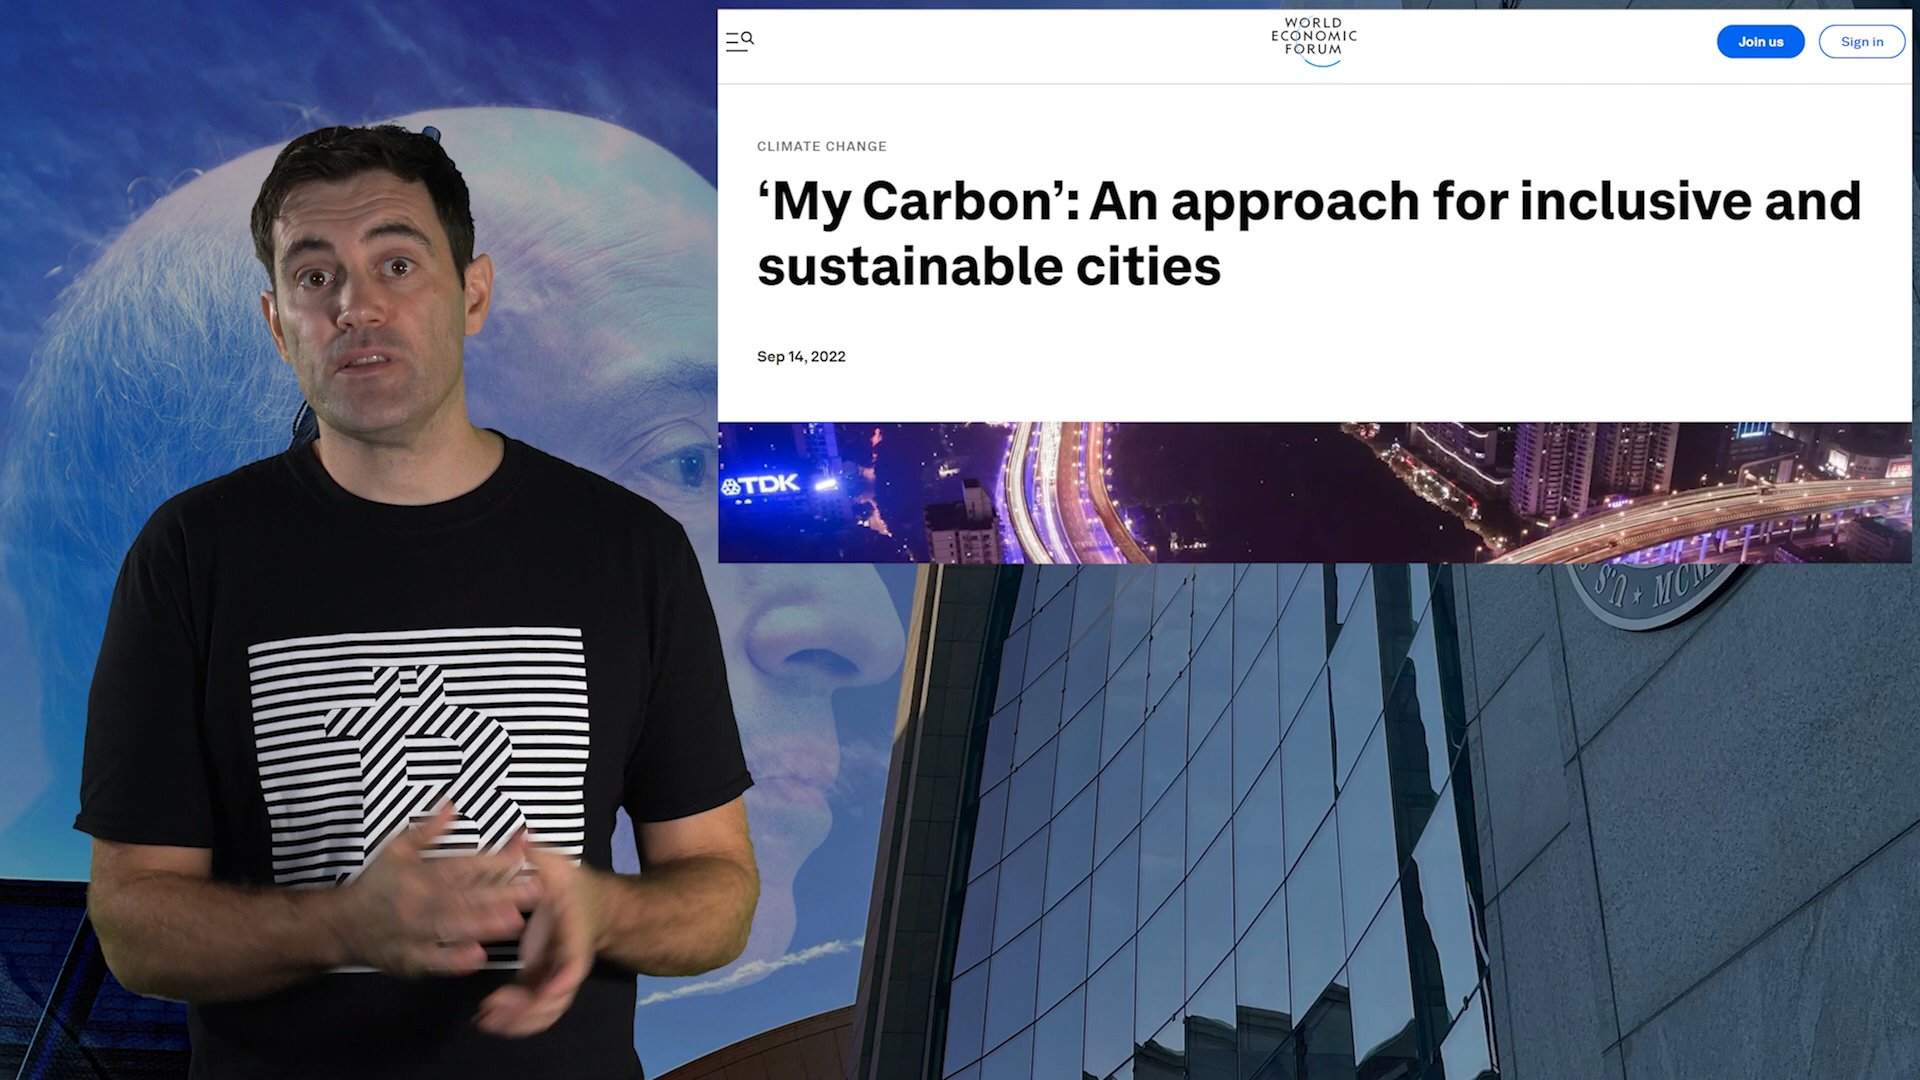 WORLD
ECONOMIC
FORUM
Join us
Sign in
CLIMATE CHANGE
‘My Carbon’: An approach for inclusive and
sustainable cities
Sep 14, 2022
TDK
U.S.